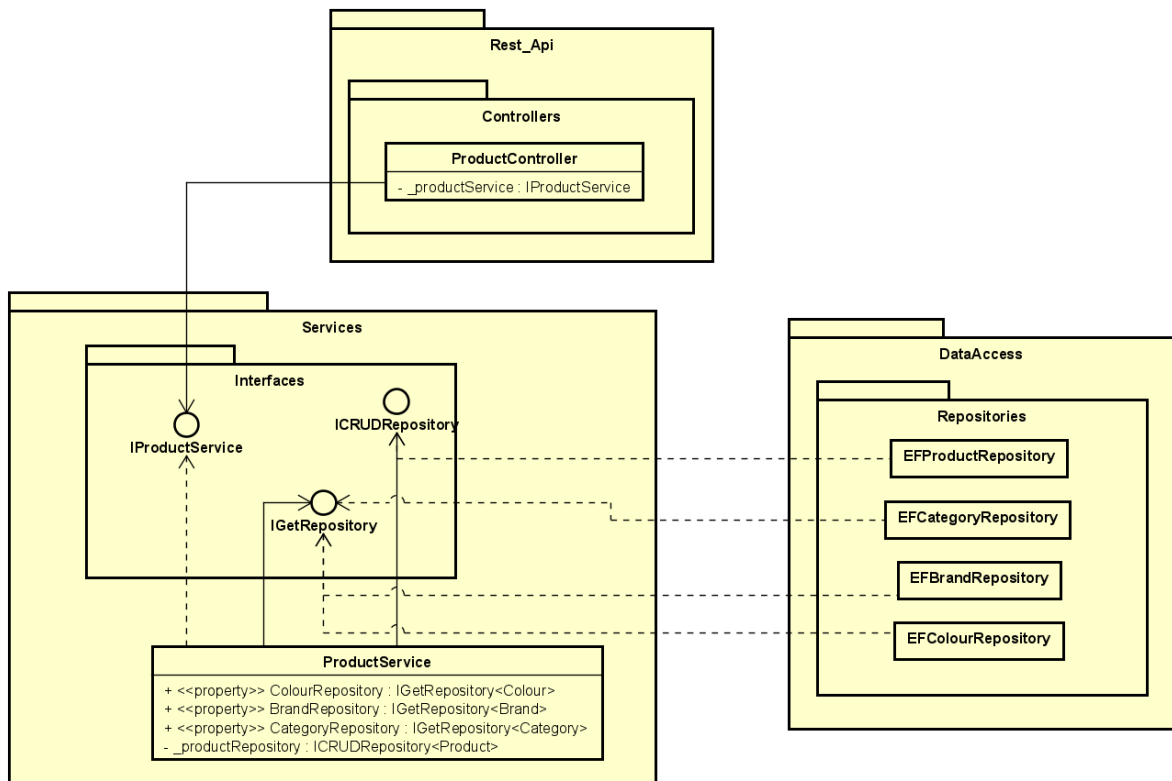 Rest_Api
Controllers
ProductController
- _productService : IProductService
Services
Interfaces
ICRUDRepository
IProductService
IGetRepository
ProductService
+ <<property>> ColourRepository : IGetRepository<Colour>
+ <<property>> BrandRepository : IGetRepository<Brand>
+ <<property>> CategoryRepository : IGetRepository<Category>
- _productRepository : ICRUDRepository<Product>
DataAccess
Repositories
EFProductRepository
EFCategoryRepository
EFBrandRepository
EFColourRepository